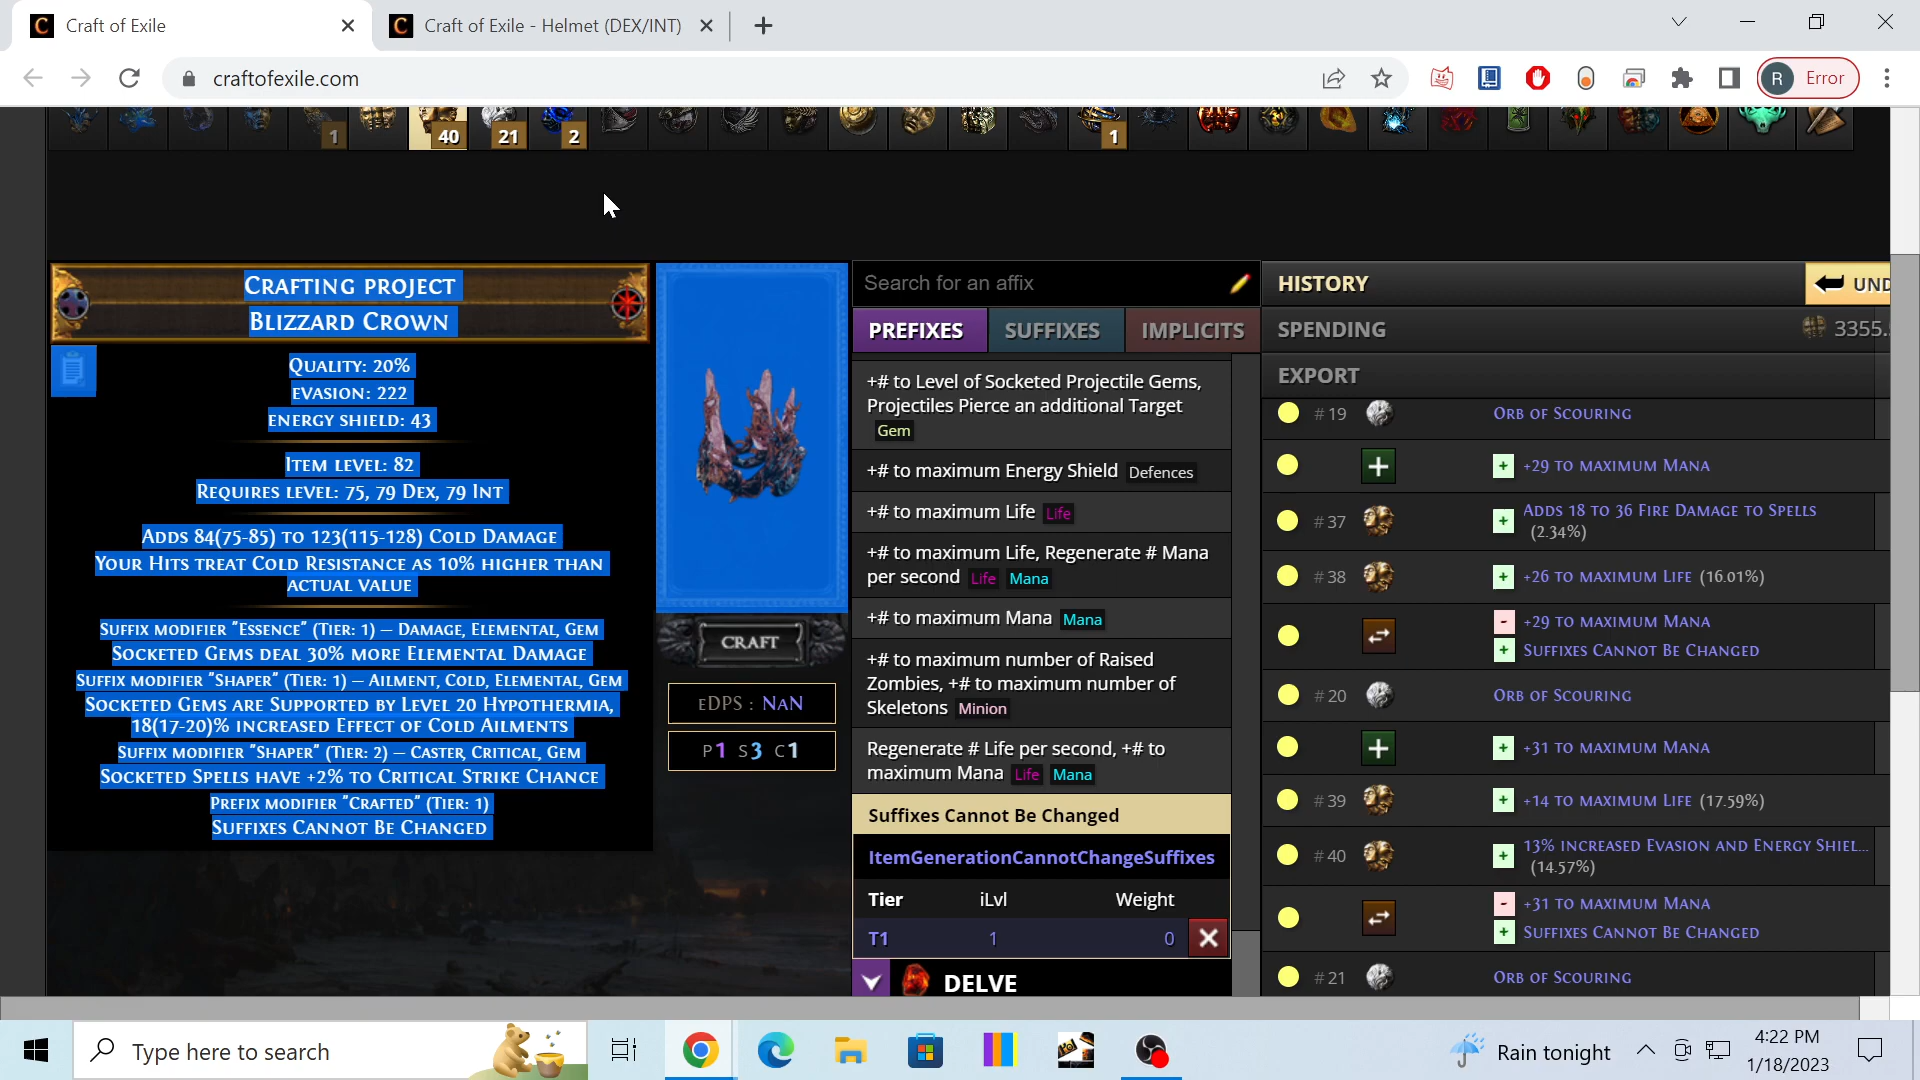 Craft of Exile
Craft of Exile - Helmet (DEX/INT)
craftofexile.com
R Error
1 40 21 2 1
CRAFTING PROJECT
BLIZZARD CROWN
QUALITY: 20%
EVASION: 222
ENERGY SHIELD: 43
ITEM LEVEL: 82
REQUIRES LEVEL: 75, 79 DEX, 79 INT
ADDS 84(75-85) TO 123(115-128) COLD DAMAGE
YOUR HITS TREAT COLD RESISTANCE AS 10% HIGHER THAN
ACTUAL VALUE
SUFFIX MODIFIER "ESSENCE" (TIER: 1) — DAMAGE, ELEMENTAL, GEM
SOCKETED GEMS DEAL 30% MORE ELEMENTAL DAMAGE
SUFFIX MODIFIER "SHAPER" (TIER: 1) — AILMENT, COLD, ELEMENTAL, GEM
SOCKETED GEMS ARE SUPPORTED BY LEVEL 20 HYPOTHERMIA,
18(17-20)% INCREASED EFFECT OF COLD AILMENTS
SUFFIX MODIFIER "SHAPER" (TIER: 2) — CASTER, CRITICAL, GEM
SOCKETED SPELLS HAVE +2% TO CRITICAL STRIKE CHANCE
PREFIX MODIFIER "CRAFTED" (TIER: 1)
SUFFIXES CANNOT BE CHANGED
CRAFT
eDPS : NaN
P1 S3 C1
Search for an affix
PREFIXES SUFFIXES IMPLICITS
+# to Level of Socketed Projectile Gems,
Projectiles Pierce an additional Target
Gem
+# to maximum Energy Shield Defences
+# to maximum Life Life
+# to maximum Life, Regenerate # Mana
per second Life Mana
+# to maximum Mana Mana
+# to maximum number of Raised
Zombies, +# to maximum number of
Skeletons Minion
Regenerate # Life per second, +# to
maximum Mana Life Mana
Suffixes Cannot Be Changed
ItemGenerationCannotChangeSuffixes
Tier iLvl Weight
T1 1 0
DELVE
HISTORY UND
SPENDING 3355.
EXPORT
#19 ORB OF SCOURING
+ + +29 TO MAXIMUM MANA
#37 + ADDS 18 TO 36 FIRE DAMAGE TO SPELLS
(2.34%)
#38 + +26 TO MAXIMUM LIFE (16.01%)
- +29 TO MAXIMUM MANA
+ SUFFIXES CANNOT BE CHANGED
#20 ORB OF SCOURING
+ + +31 TO MAXIMUM MANA
#39 + +14 TO MAXIMUM LIFE (17.59%)
#40 + 13% INCREASED EVASION AND ENERGY SHIEL...
(14.57%)
- +31 TO MAXIMUM MANA
+ SUFFIXES CANNOT BE CHANGED
#21 ORB OF SCOURING
Type here to search
Rain tonight
4:22 PM
1/18/2023